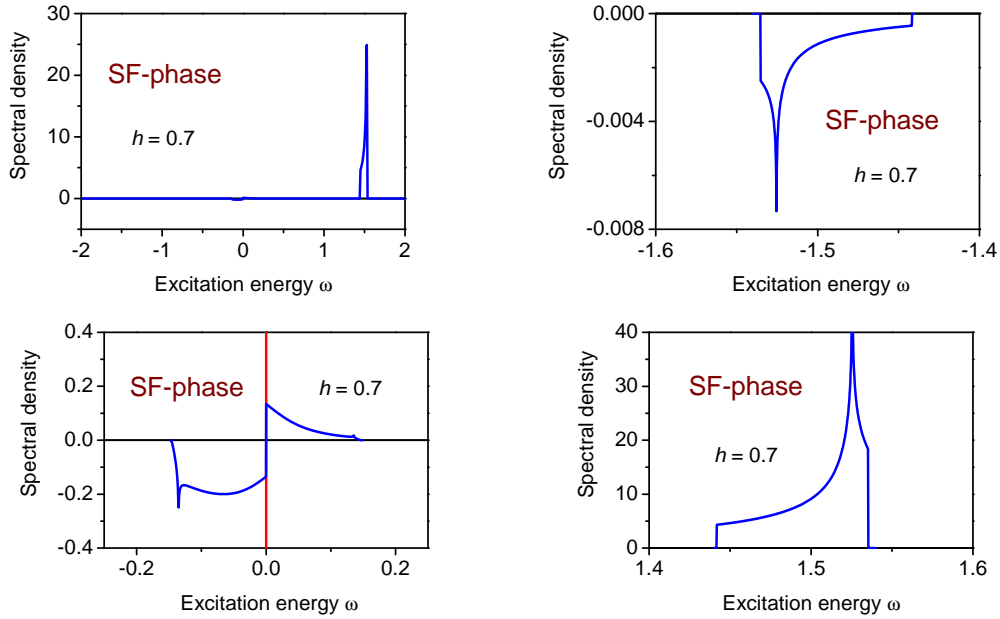 30
25
20
15
10
5
0
-2
-1
0
1
2
Spectral density
SF-phase
h = 0.7
Excitation energy ω
0.000
-0.004
-0.008
-1.6
-1.5
-1.4
Spectral density
SF-phase
h = 0.7
Excitation energy ω
0.4
0.2
0.0
-0.2
-0.4
-0.2
0.0
0.2
Spectral density
SF-phase
h = 0.7
Excitation energy ω
40
30
20
10
0
1.4
1.5
1.6
Spectral density
SF-phase
h = 0.7
Excitation energy ω